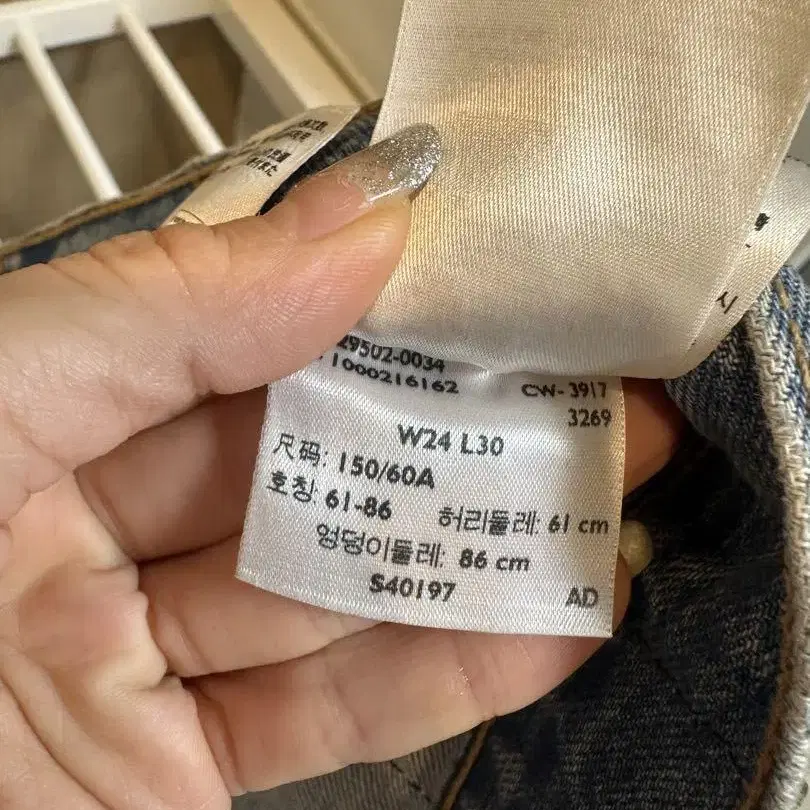 29502-0034
1000216162 CW-3917
3269
W24 L30
尺码: 150/60A
호칭: 61-86 허리둘레: 61 cm
엉덩이둘레: 86 cm
S40197 AD
시